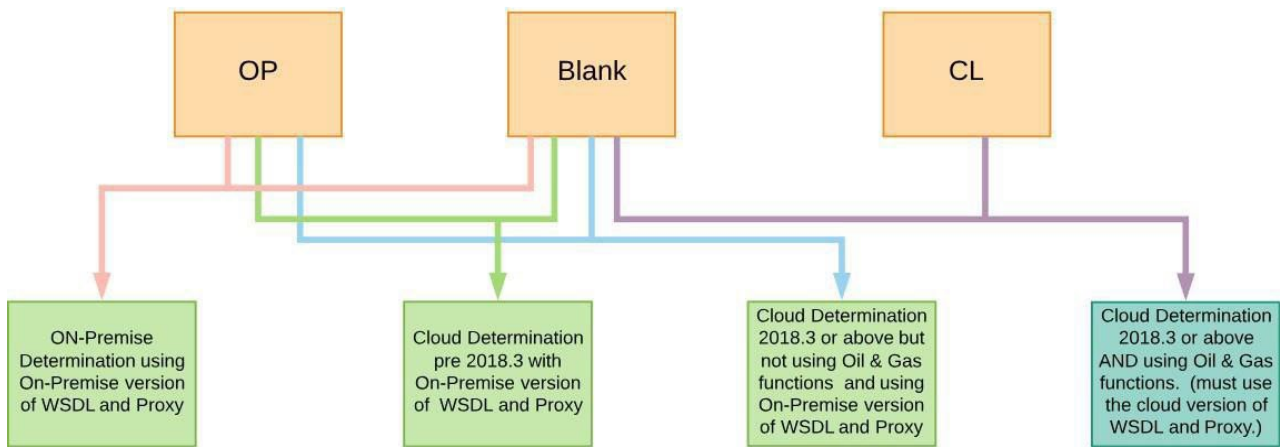 OP
Blank
CL
ON-Premise
Determination using
On-Premise version
of WSDL and Proxy
Cloud Determination
pre 2018.3 with
On-Premise version
of WSDL and Proxy
Cloud Determination
2018.3 or above but
not using Oil & Gas
functions and using
On-Premise version
of WSDL and Proxy
Cloud Determination
2018.3 or above
AND using Oil & Gas
functions. (must use
the cloud version of
WSDL and Proxy.)